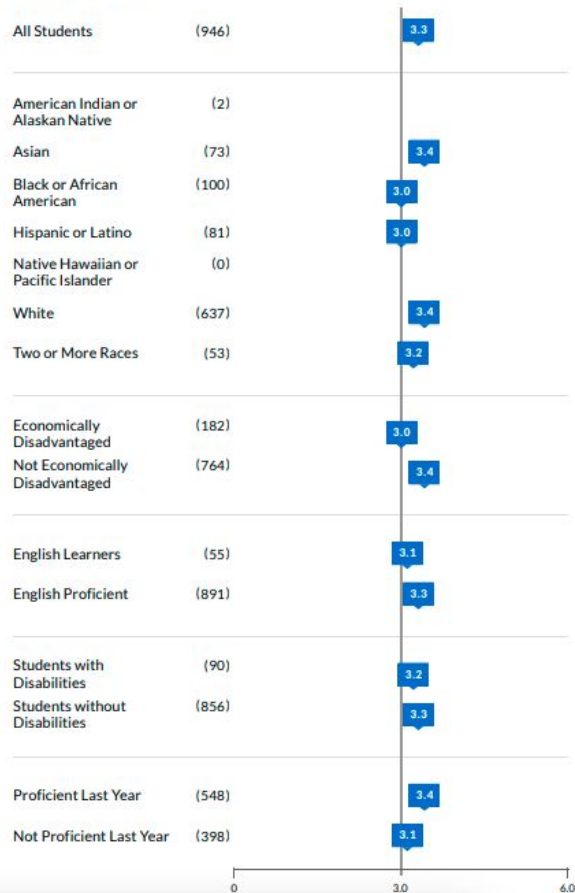 All Students (946) 3.3
American Indian or (2)
Alaskan Native
Asian (73) 3.4
Black or African (100) 3.0
American
Hispanic or Latino (81) 3.0
Native Hawaiian or (0)
Pacific Islander
White (637) 3.4
Two or More Races (53) 3.2
Economically (182) 3.0
Disadvantaged
Not Economically (764) 3.4
Disadvantaged
English Learners (55) 3.1
English Proficient (891) 3.3
Students with (90) 3.2
Disabilities
Students without (856) 3.3
Disabilities
Proficient Last Year (548) 3.4
Not Proficient Last Year (398) 3.1
0 3.0 6.0